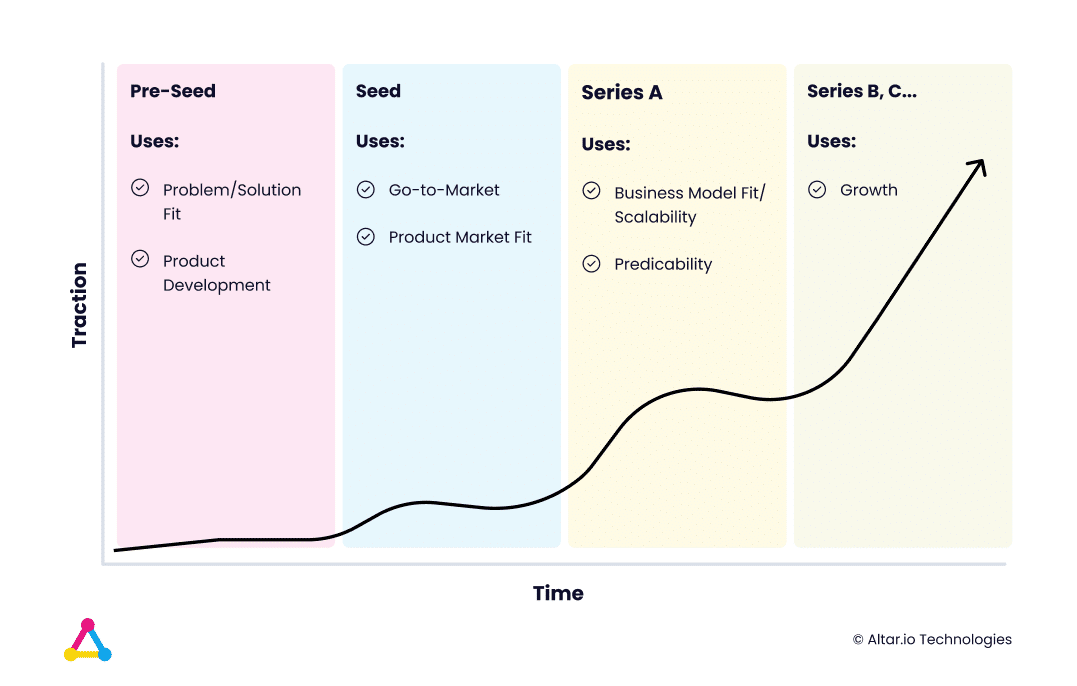 Pre-Seed
Uses:
Problem/Solution
Fit
Product
Development
Seed
Uses:
Go-to-Market
Product Market Fit
Series A
Uses:
Business Model Fit/
Scalability
Predicability
Series B, C...
Uses:
Growth
Traction
Time
© Altar.io Technologies